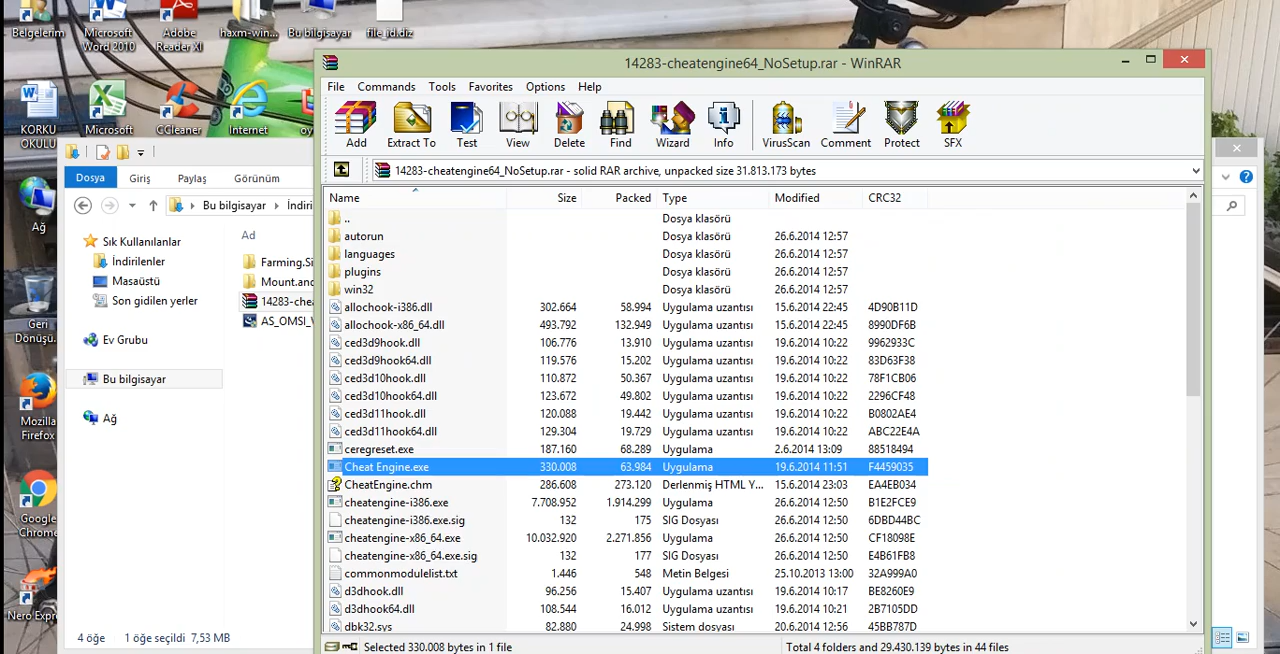 Belgelerim
Microsoft Word 2010
Adobe Reader XI
haxm-win...
Bu bilgisayar
file_id.diz
KORKU OKULU
Microsoft
CCleaner
Internet
oy
Ağ
Geri Dönüşü...
Mozilla Firefox
Google Chrome
Nero Expre
Dosya Giriş Paylaş Görünüm
Bu bilgisayar İndiri
Sık Kullanılanlar
İndirilenler
Masaüstü
Son gidilen yerler
Ev Grubu
Bu bilgisayar
Ağ
Ad
Farming.Si
Mount.and
14283-chea
AS_OMSI_V
4 öğe 1 öğe seçildi 7,53 MB
14283-cheatengine64_NoSetup.rar - WinRAR
File Commands Tools Favorites Options Help
Add Extract To Test View Delete Find Wizard Info VirusScan Comment Protect SFX
14283-cheatengine64_NoSetup.rar - solid RAR archive, unpacked size 31.813.173 bytes
Name Size Packed Type Modified CRC32
.. Dosya klasörü
autorun Dosya klasörü 26.6.2014 12:57
languages Dosya klasörü 26.6.2014 12:57
plugins Dosya klasörü 26.6.2014 12:57
win32 Dosya klasörü 26.6.2014 12:57
allochook-i386.dll 302.664 58.994 Uygulama uzantısı 15.6.2014 22:45 4D90B11D
allochook-x86_64.dll 493.792 132.949 Uygulama uzantısı 15.6.2014 22:45 8990DF6B
ced3d9hook.dll 106.776 13.910 Uygulama uzantısı 19.6.2014 10:22 9962933C
ced3d9hook64.dll 119.576 15.202 Uygulama uzantısı 19.6.2014 10:22 83D63F38
ced3d10hook.dll 110.872 50.367 Uygulama uzantısı 19.6.2014 10:22 78F1CB06
ced3d10hook64.dll 123.672 49.802 Uygulama uzantısı 19.6.2014 10:22 2296CF48
ced3d11hook.dll 120.088 19.442 Uygulama uzantısı 19.6.2014 10:22 B0802AE4
ced3d11hook64.dll 129.304 19.729 Uygulama uzantısı 19.6.2014 10:22 ABC22E4A
ceregreset.exe 187.160 68.289 Uygulama 2.6.2014 13:09 88518494
Cheat Engine.exe 330.008 63.984 Uygulama 19.6.2014 11:51 F4459035
CheatEngine.chm 286.608 273.120 Derlenmiş HTML Y... 15.6.2014 23:03 EA4EB034
cheatengine-i386.exe 7.708.952 1.914.299 Uygulama 26.6.2014 12:50 B1E2FCE9
cheatengine-i386.exe.sig 132 175 SIG Dosyası 26.6.2014 12:50 6DBD44BC
cheatengine-x86_64.exe 10.032.920 2.271.856 Uygulama 26.6.2014 12:50 CF18098E
cheatengine-x86_64.exe.sig 132 177 SIG Dosyası 26.6.2014 12:50 E4B61FB8
commonmodulelist.txt 1.446 548 Metin Belgesi 25.10.2013 13:00 32A999A0
d3dhook.dll 96.256 15.407 Uygulama uzantısı 19.6.2014 10:17 BE8260E9
d3dhook64.dll 108.544 16.012 Uygulama uzantısı 19.6.2014 10:21 2B7105DD
dbk32.sys 82.880 24.998 Sistem dosyası 26.6.2014 12:45 45BB787D
Selected 330.008 bytes in 1 file Total 4 folders and 29.430.139 bytes in 44 files